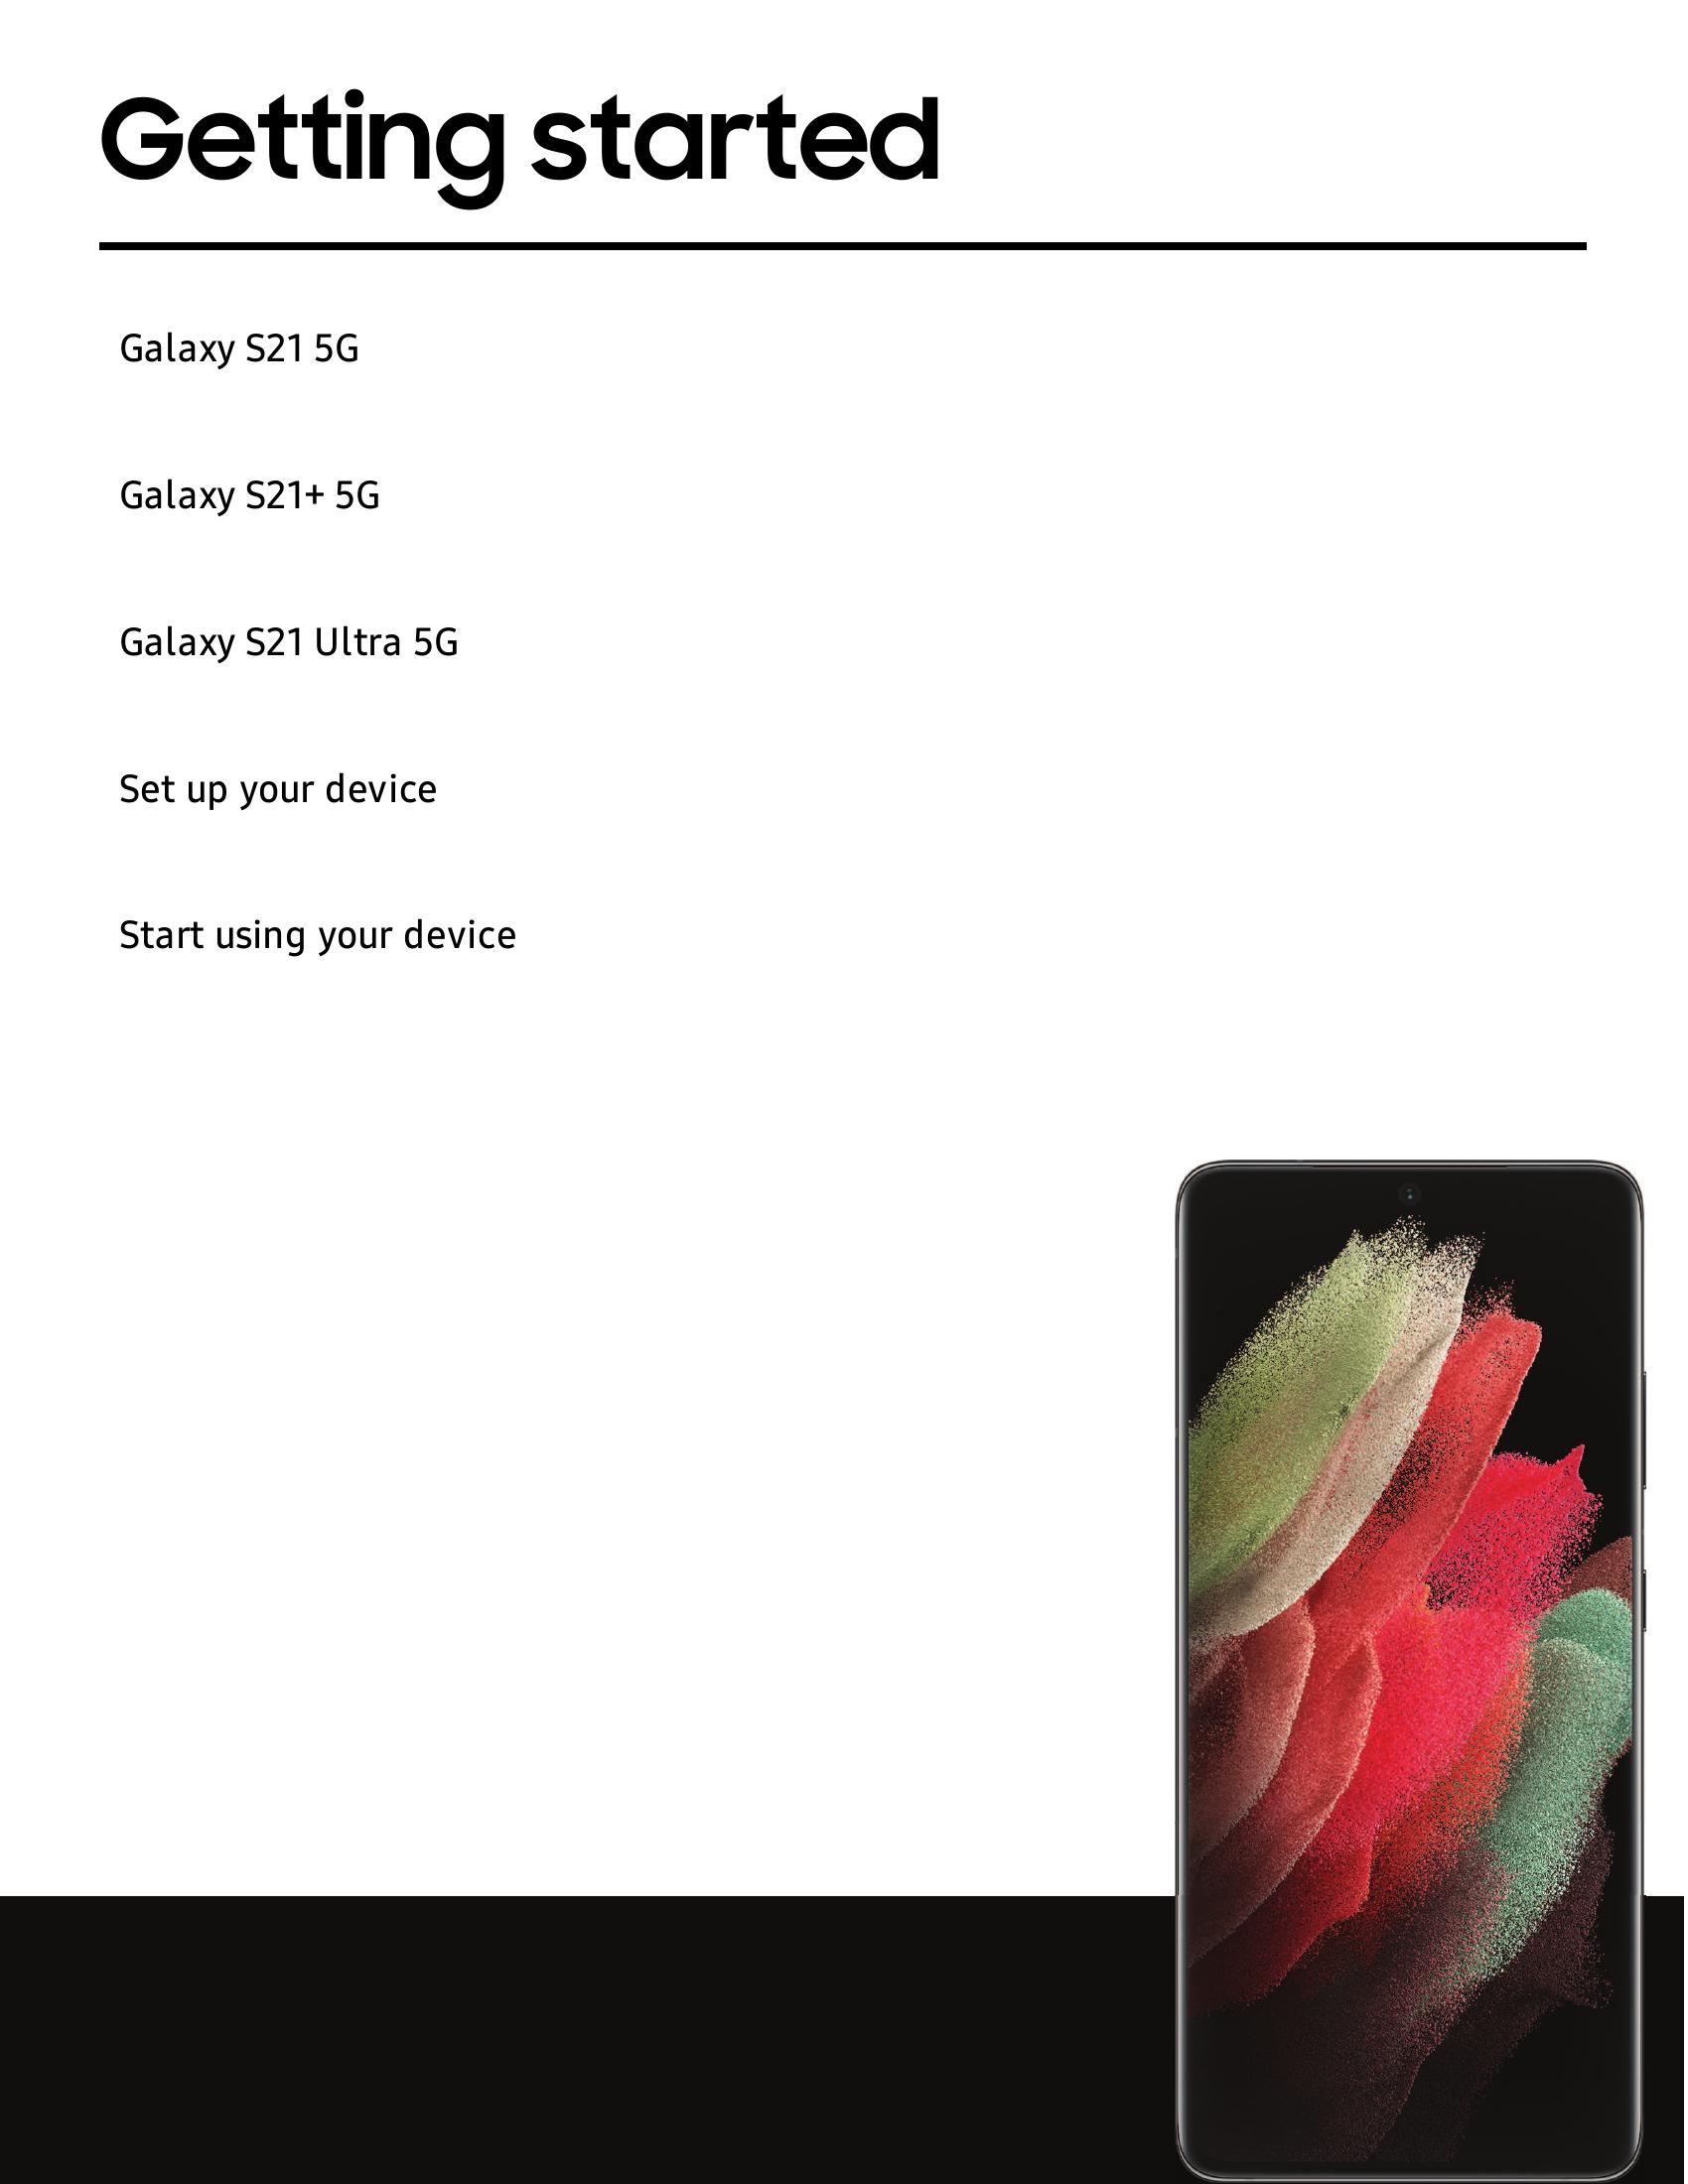 Getting started
Galaxy S21 5G
Galaxy S21+ 5G
Galaxy S21 Ultra 5G
Set up your device
Start using your device